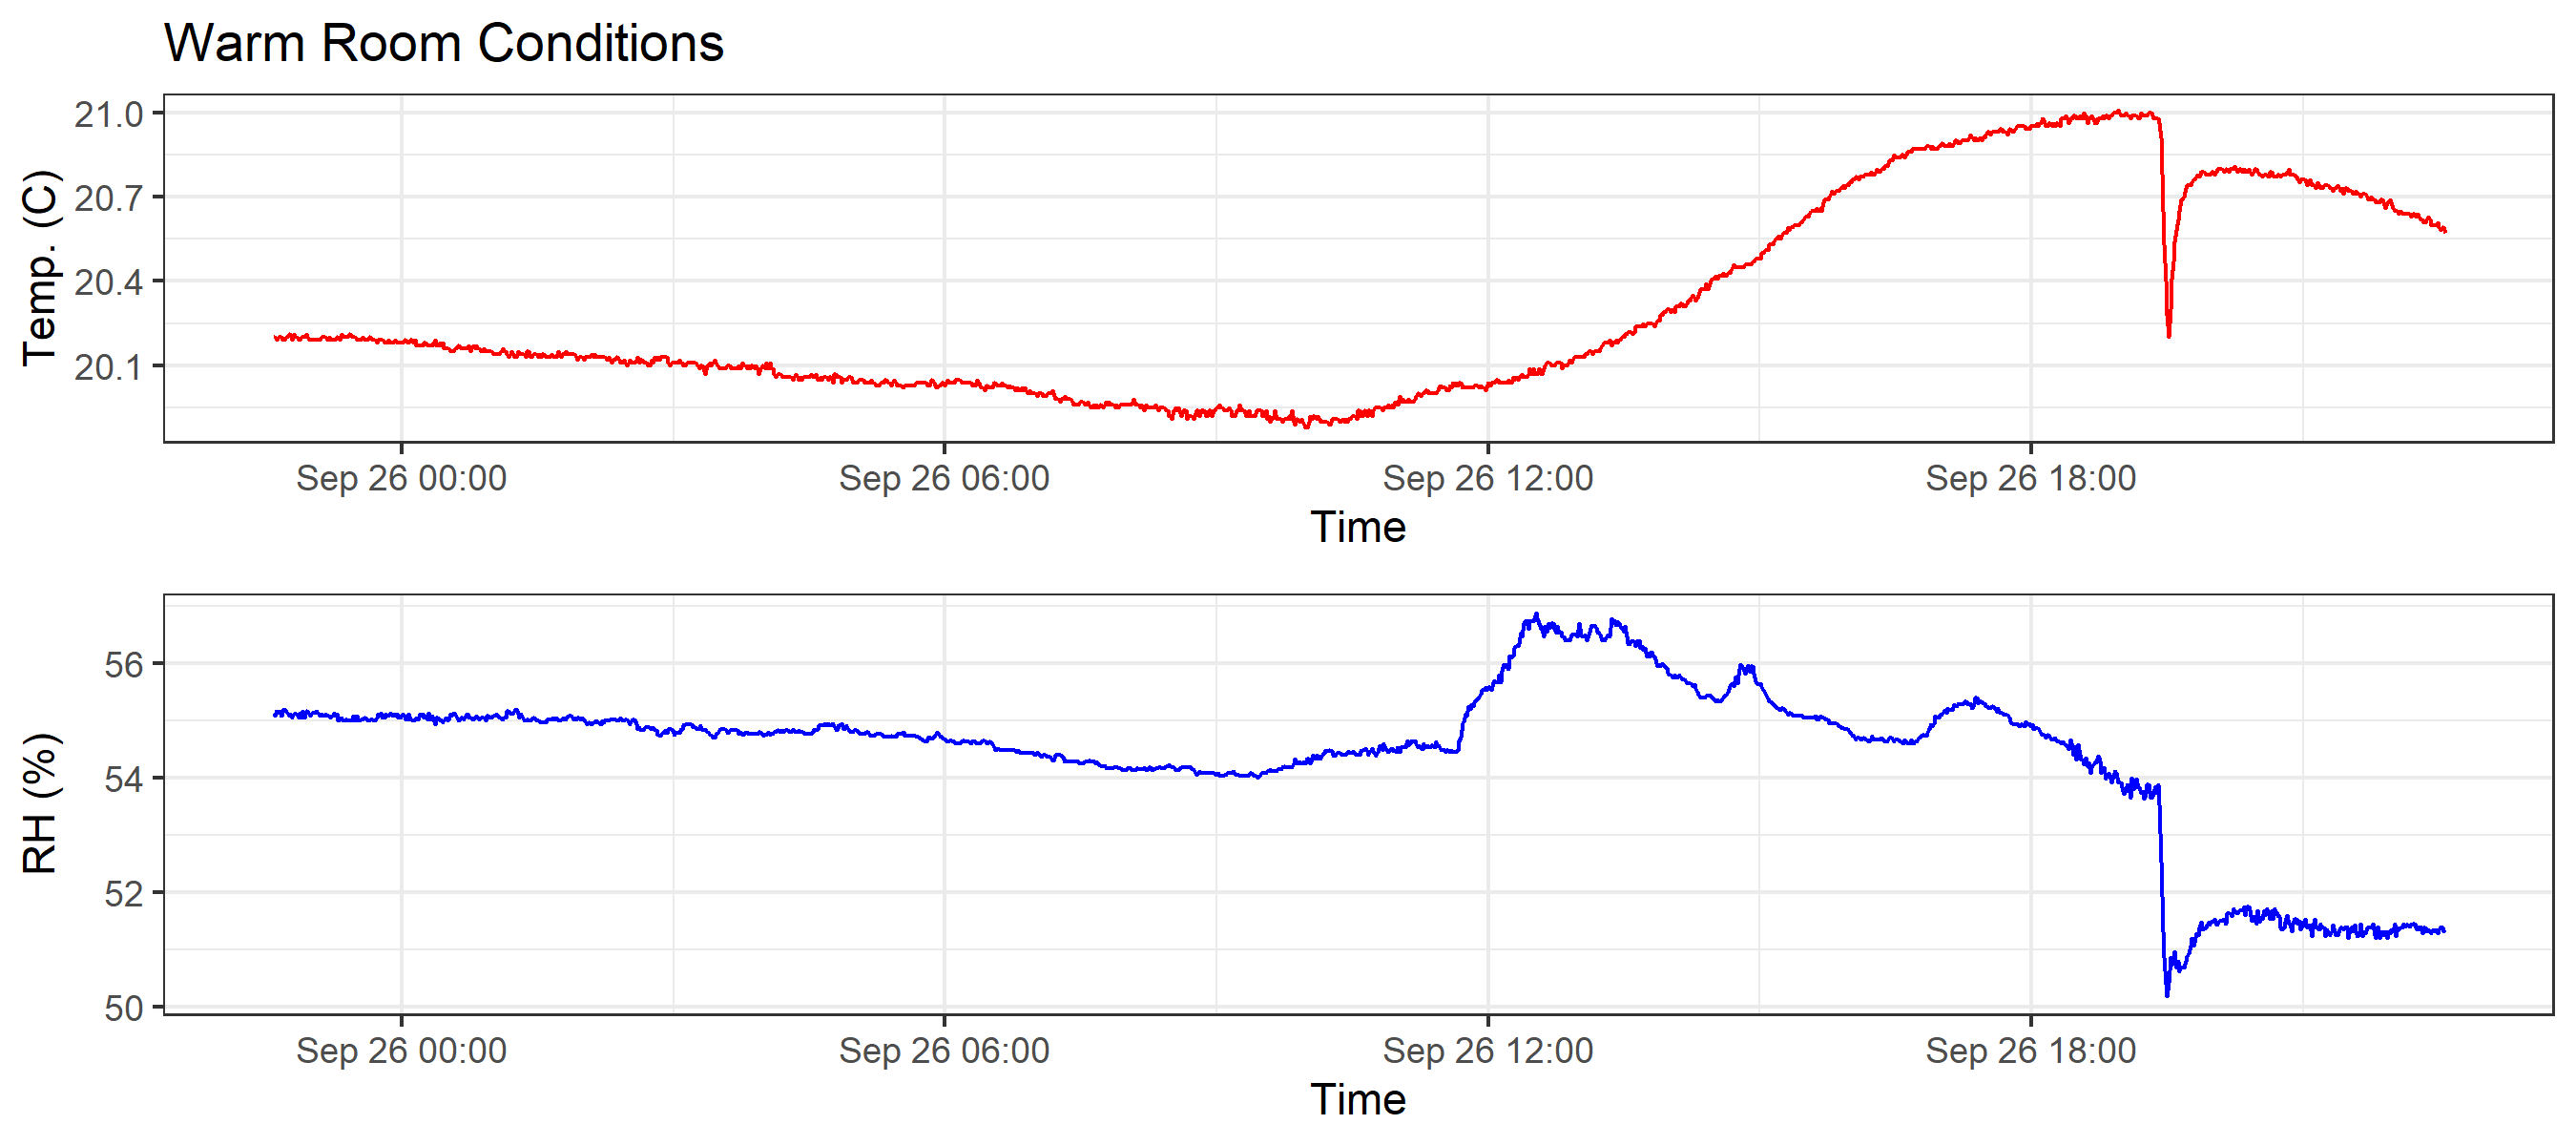 Warm Room Conditions
21.0
20.7
20.4
20.1
Temp. (C)
Sep 26 00:00 Sep 26 06:00 Sep 26 12:00 Sep 26 18:00
Time
56
54
52
50
RH (%)
Sep 26 00:00 Sep 26 06:00 Sep 26 12:00 Sep 26 18:00
Time